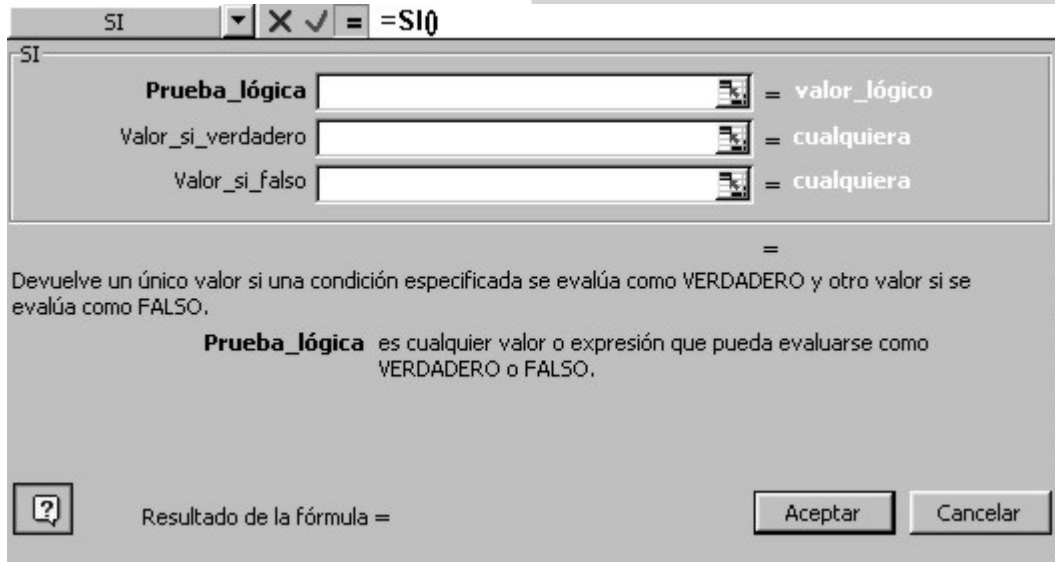 SI = =SI()
SI
Prueba_lógica = valor_lógico
Valor_si_verdadero = cualquiera
Valor_si_falso = cualquiera
=
Devuelve un único valor si una condición especificada se evalúa como VERDADERO y otro valor si se
evalúa como FALSO.
Prueba_lógica es cualquier valor o expresión que pueda evaluarse como
VERDADERO o FALSO.
? Resultado de la fórmula = Aceptar Cancelar